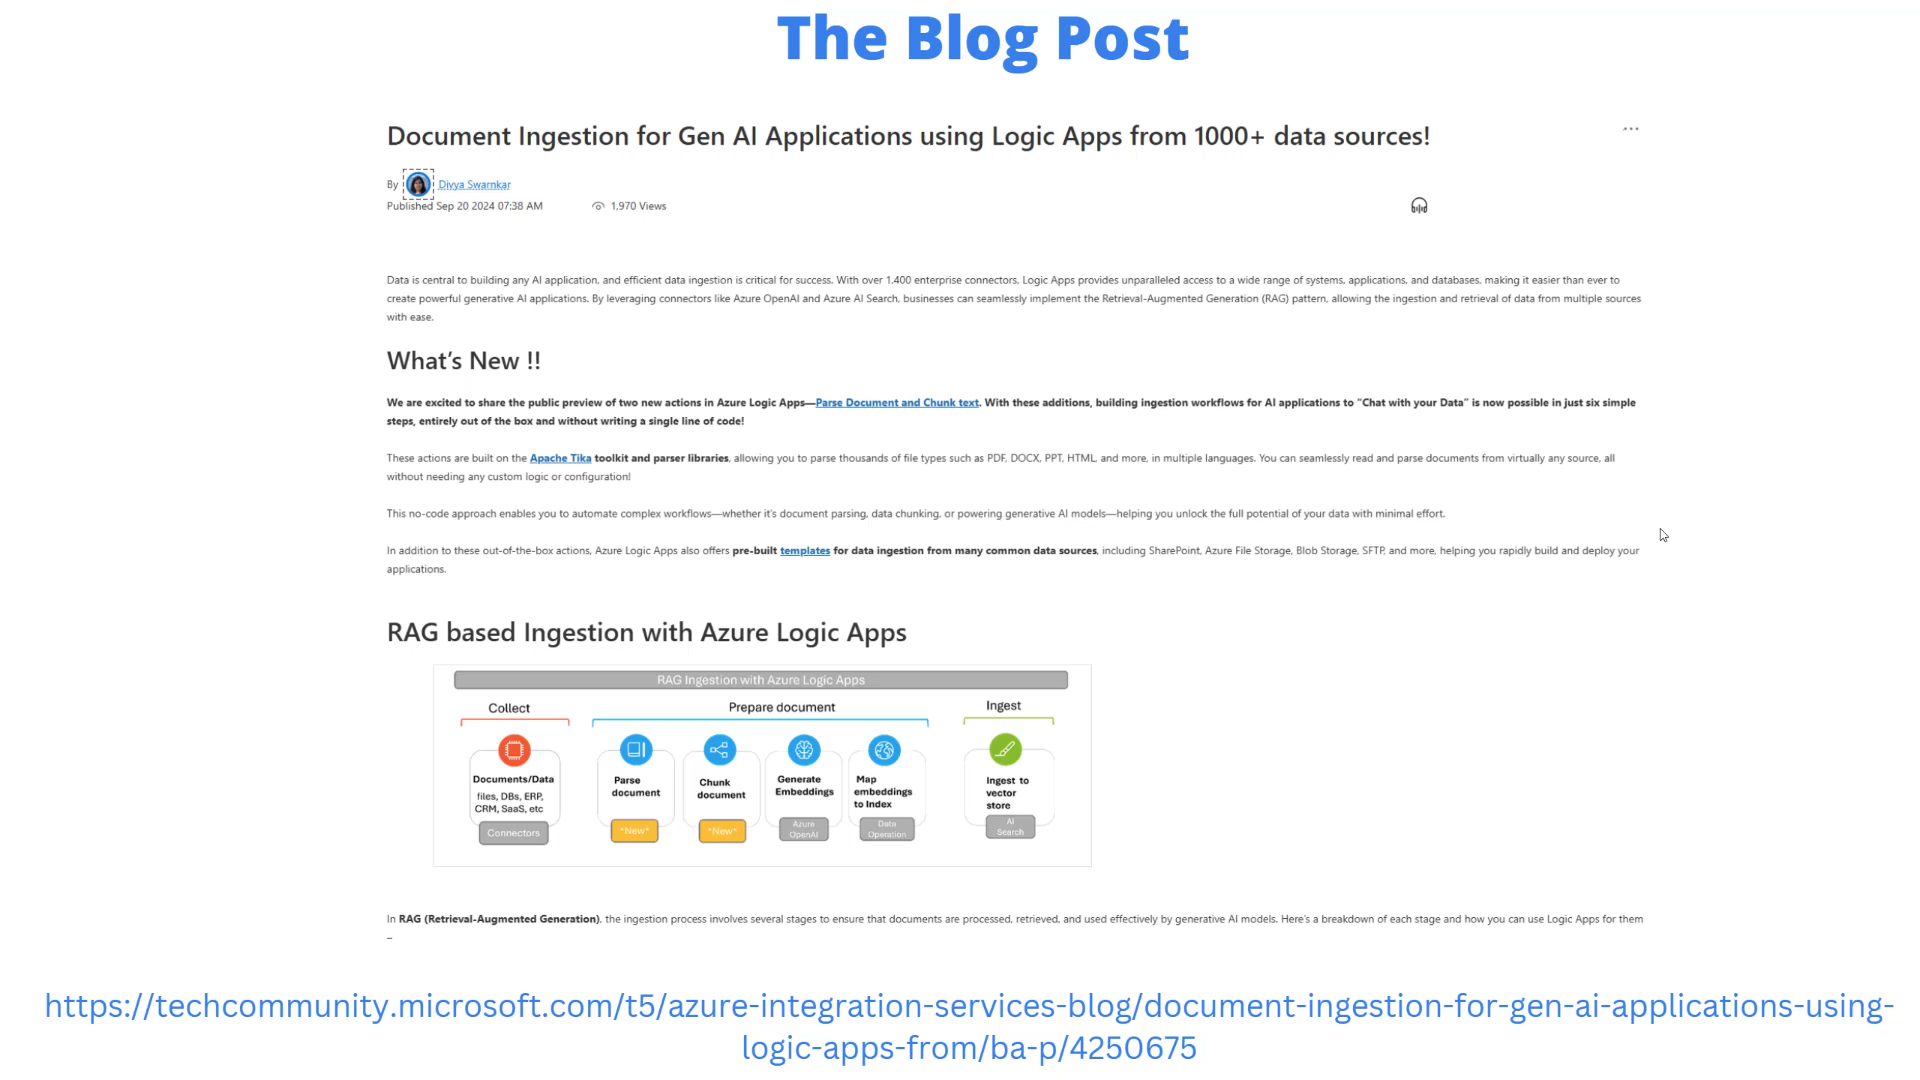 The Blog Post
Document Ingestion for Gen AI Applications using Logic Apps from 1000+ data sources!
By Divya Swarnkar
Published Sep 20 2024 07:38 AM 1,970 Views
Data is central to building any AI application, and efficient data ingestion is critical for success. With over 1,400 enterprise connectors, Logic Apps provides unparalleled access to a wide range of systems, applications, and databases, making it easier than ever to
create powerful generative AI applications. By leveraging connectors like Azure OpenAI and Azure AI Search, businesses can seamlessly implement the Retrieval-Augmented Generation (RAG) pattern, allowing the ingestion and retrieval of data from multiple sources
with ease.
What's New !!
We are excited to share the public preview of two new actions in Azure Logic Apps—Parse Document and Chunk text. With these additions, building ingestion workflows for AI applications to "Chat with your Data" is now possible in just six simple
steps, entirely out of the box and without writing a single line of code!
These actions are built on the Apache Tika toolkit and parser libraries, allowing you to parse thousands of file types such as PDF, DOCX, PPT, HTML, and more, in multiple languages. You can seamlessly read and parse documents from virtually any source, all
without needing any custom logic or configuration!
This no-code approach enables you to automate complex workflows—whether it's document parsing, data chunking, or powering generative AI models—helping you unlock the full potential of your data with minimal effort.
In addition to these out-of-the-box actions, Azure Logic Apps also offers pre-built templates for data ingestion from many common data sources, including SharePoint, Azure File Storage, Blob Storage, SFTP, and more, helping you rapidly build and deploy your
applications.
RAG based Ingestion with Azure Logic Apps
RAG Ingestion with Azure Logic Apps
Collect
Prepare document
Ingest
Documents/Data
files, DBs, ERP,
CRM, SaaS, etc
Connectors
Parse
document
*New*
Chunk
document
*New*
Generate
Embeddings
Azure
OpenAI
Map
embeddings
to Index
Data
Operation
Ingest to
vector
store
AI
Search
In RAG (Retrieval-Augmented Generation), the ingestion process involves several stages to ensure that documents are processed, retrieved, and used effectively by generative AI models. Here's a breakdown of each stage and how you can use Logic Apps for them
–
https://techcommunity.microsoft.com/t5/azure-integration-services-blog/document-ingestion-for-gen-ai-applications-using-
logic-apps-from/ba-p/4250675